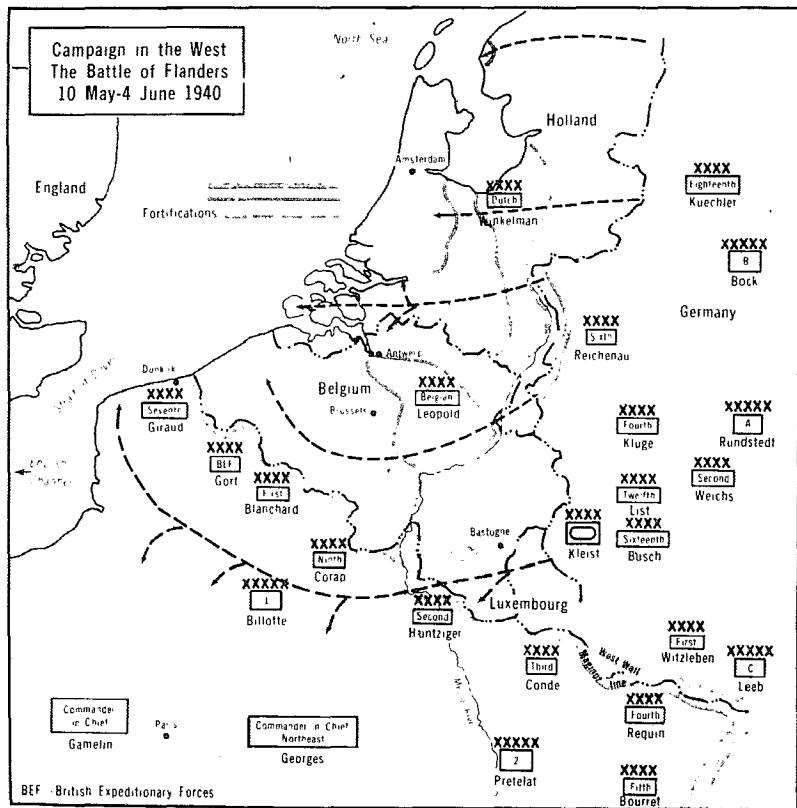 Campaign in the West
The Battle of Flanders
10 May-4 June 1940
North Sea
Holland
England
Amsterdam
XXXX
Dutch
Winkelman
XXXX
Eighteenth
Kuechler
Fortifications
XXXXX
B
Bock
Germany
XXXX
Sixth
Reichenau
Antwerp
Dunkirk
XXXX
Seventh
Giraud
Belgium
Brussels
XXXX
Belgian
Leopold
XXXX
Fourth
Kluge
XXXXX
A
Rundstedt
English
Channel
XXXX
BEF
Gort
XXXX
First
Blanchard
XXXX
Second
Weichs
XXXX
Twelfth
List
XXXX
Ninth
Corap
Bastogne
XXXX
Kleist
XXXX
Sixteenth
Busch
XXXXX
1
Billotte
XXXX
Second
Huntziger
Luxembourg
XXXX
Third
Conde
West Wall
Maginot line
XXXX
First
Witzleben
XXXXX
C
Leeb
Commander
in Chief
Gamelin
Paris
Commander in Chief
Northeast
Georges
XXXX
Fourth
Requin
XXXXX
2
Pretelat
XXXX
Fifth
Bourret
BEF - British Expeditionary Forces